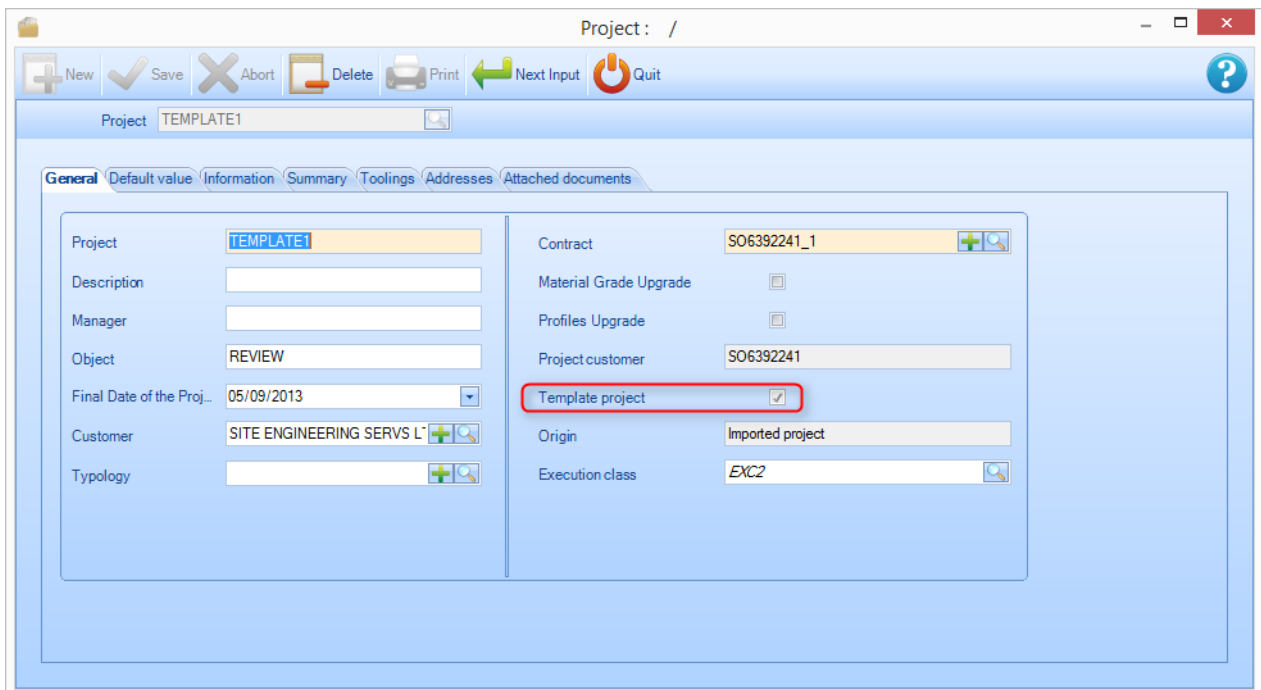 Project : /
New Save Abort Delete Print Next Input Quit ?
Project TEMPLATE1
General Default value Information Summary Toolings Addresses Attached documents
Project TEMPLATE1
Description
Manager
Object REVIEW
Final Date of the Proj... 05/09/2013
Customer SITE ENGINEERING SERVS LT
Typology
Contract SO6392241_1
Material Grade Upgrade
Profiles Upgrade
Project customer SO6392241
Template project
Origin Imported project
Execution class EXC2